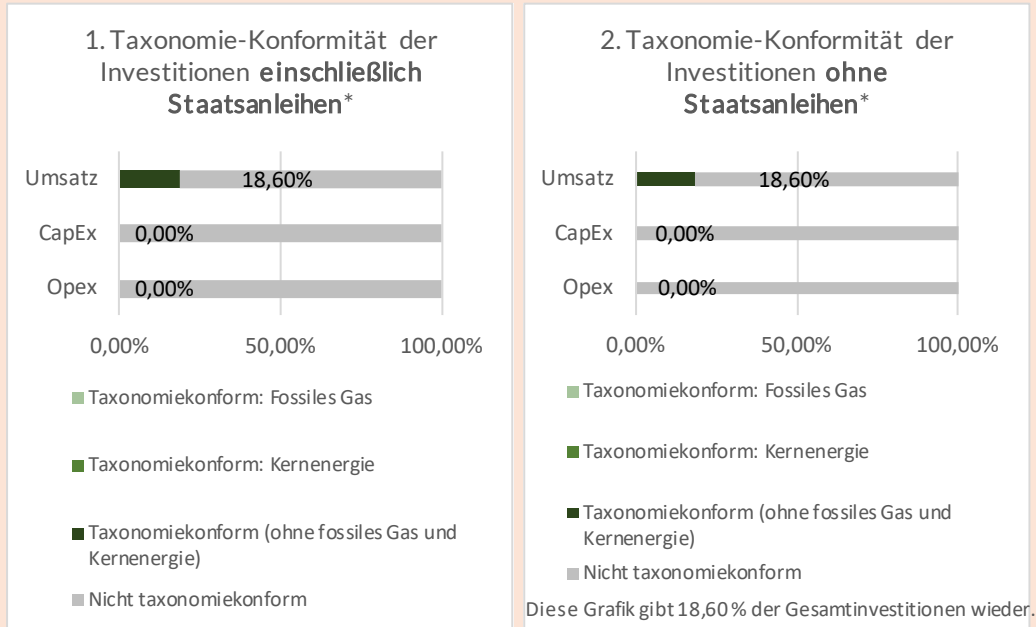 1. Taxonomie-Konformität der
Investitionen einschließlich
Staatsanleihen*
Umsatz
18,60%
CapEx
0,00%
Opex
0,00%
0,00%
50,00%
100,00%
Taxonomiekonform: Fossiles Gas
Taxonomiekonform: Kernenergie
Taxonomiekonform (ohne fossiles Gas und
Kernenergie)
Nicht taxonomiekonform
2. Taxonomie-Konformität der
Investitionen ohne
Staatsanleihen*
Umsatz
18,60%
CapEx
0,00%
Opex
0,00%
0,00%
50,00%
100,00%
Taxonomiekonform: Fossiles Gas
Taxonomiekonform: Kernenergie
Taxonomiekonform (ohne fossiles Gas und
Kernenergie)
Nicht taxonomiekonform
Diese Grafik gibt 18,60 % der Gesamtinvestitionen wieder.